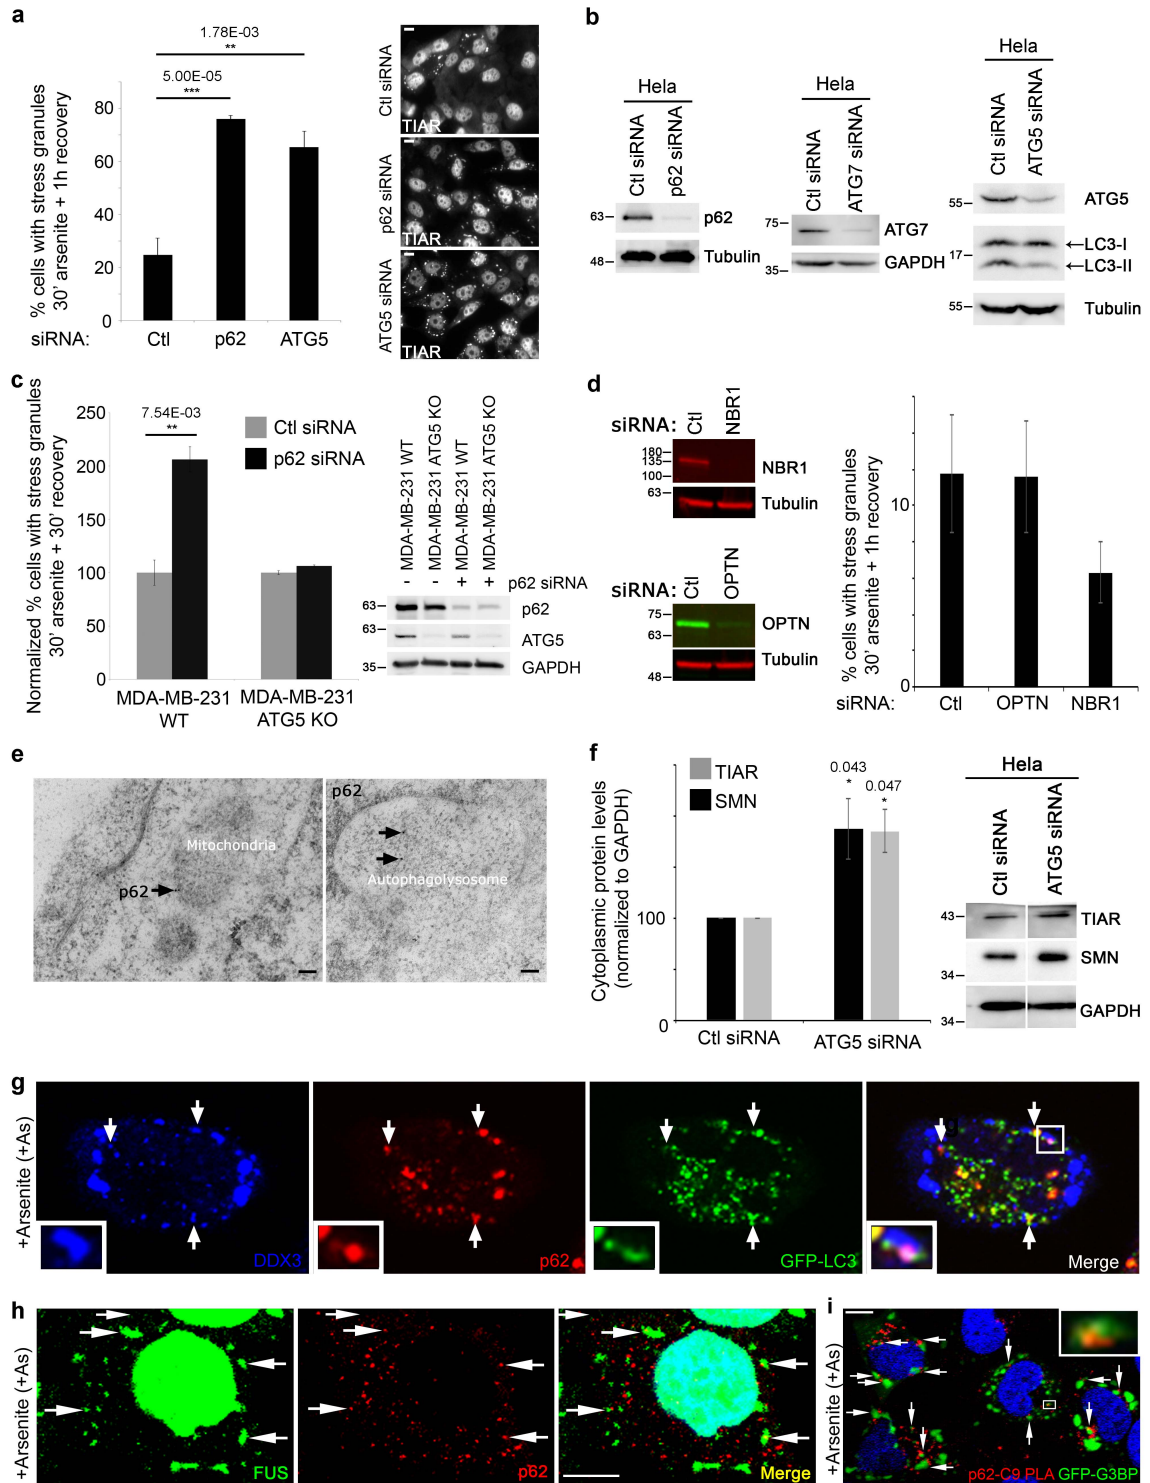 a
1.78E-03
**
5.00E-05
***
% cells with stress granules
30’ arsenite + 1h recovery
80
60
40
20
0
siRNA:
Ctl
p62
ATG5
Ctl siRNA
TIAR
p62 siRNA
TIAR
ATG5 siRNA
TIAR
b
Hela
Ctl siRNA
p62 siRNA
63
p62
48
Tubulin
Hela
Ctl siRNA
ATG7 siRNA
75
ATG7
35
GAPDH
Hela
Ctl siRNA
ATG5 siRNA
55
ATG5
17
←LC3-I
←LC3-II
55
Tubulin
c
Normalized % cells with stress granules
30’ arsenite + 30’ recovery
250
200
150
100
50
0
7.54E-03
**
Ctl siRNA
p62 siRNA
MDA-MB-231
WT
MDA-MB-231
ATG5 KO
MDA-MB-231 WT
MDA-MB-231 ATG5 KO
MDA-MB-231 WT
MDA-MB-231 ATG5 KO
- - + + p62 siRNA
63
p62
63
ATG5
35
GAPDH
d
siRNA: Ctl NBR1
180
135
100
63
NBR1
Tubulin
siRNA: Ctl OPTN
75
63
48
OPTN
Tubulin
% cells with stress granules
30’ arsenite + 1h recovery
10
0
siRNA:
Ctl
OPTN
NBR1
e
Mitochondria
p62
p62
Autophagolysosome
f
Cytoplasmic protein levels
(normalized to GAPDH)
TIAR
SMN
0.043
*
0.047
*
100
0
Ctl siRNA
ATG5 siRNA
Hela
Ctl siRNA
ATG5 siRNA
43
TIAR
SMN
34
34
GAPDH
g
+Arsenite (+As)
DDX3
p62
GFP-LC3
Merge
h
+Arsenite (+As)
FUS
p62
Merge
i
+Arsenite (+As)
p62-C9 PLA
GFP-G3BP